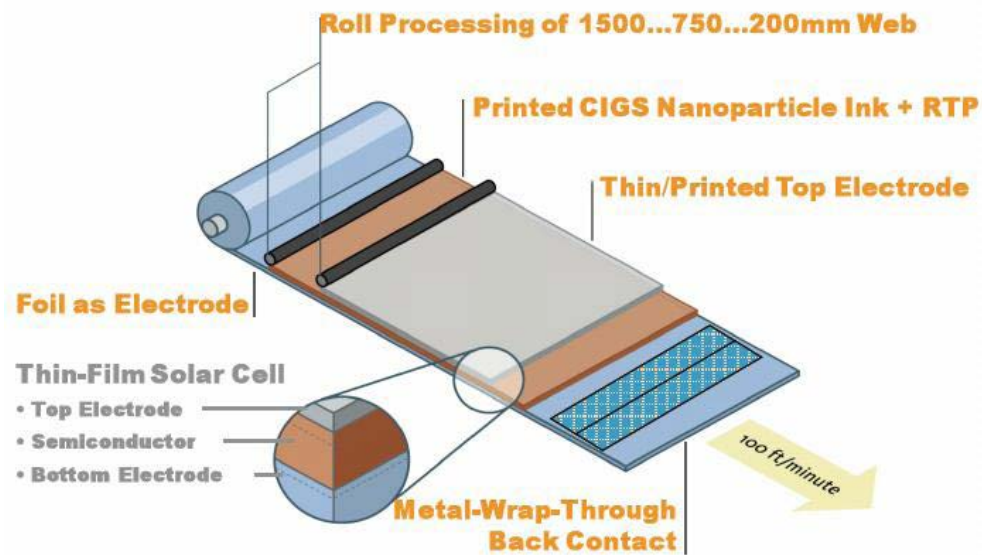 Roll Processing of 1500...750...200mm Web
Printed CIGS Nanoparticle Ink + RTP
Thin/Printed Top Electrode
Foil as Electrode
Thin-Film Solar Cell
• Top Electrode
• Semiconductor
• Bottom Electrode
100 ft/minute
Metal-Wrap-Through
Back Contact